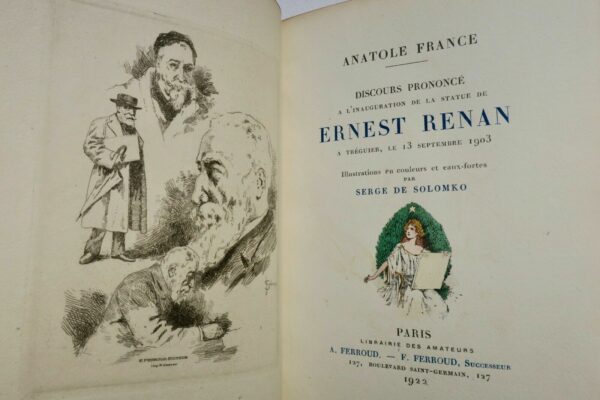 ANATOLE FRANCE
DISCOURS PRONONCÉ
A L'INAUGURATION DE LA STATUE DE
ERNEST RENAN
A TRÉGUIER, LE 13 SEPTEMBRE 1903
Illustrations en couleurs et eaux-fortes
PAR
SERGE DE SOLOMKO
PARIS
LIBRAIRIE DES AMATEURS
A. FERROUD. — F. FERROUD, SUCCESSEUR
127, BOULEVARD SAINT-GERMAIN, 127
1922
F. FERROUD EDITEUR